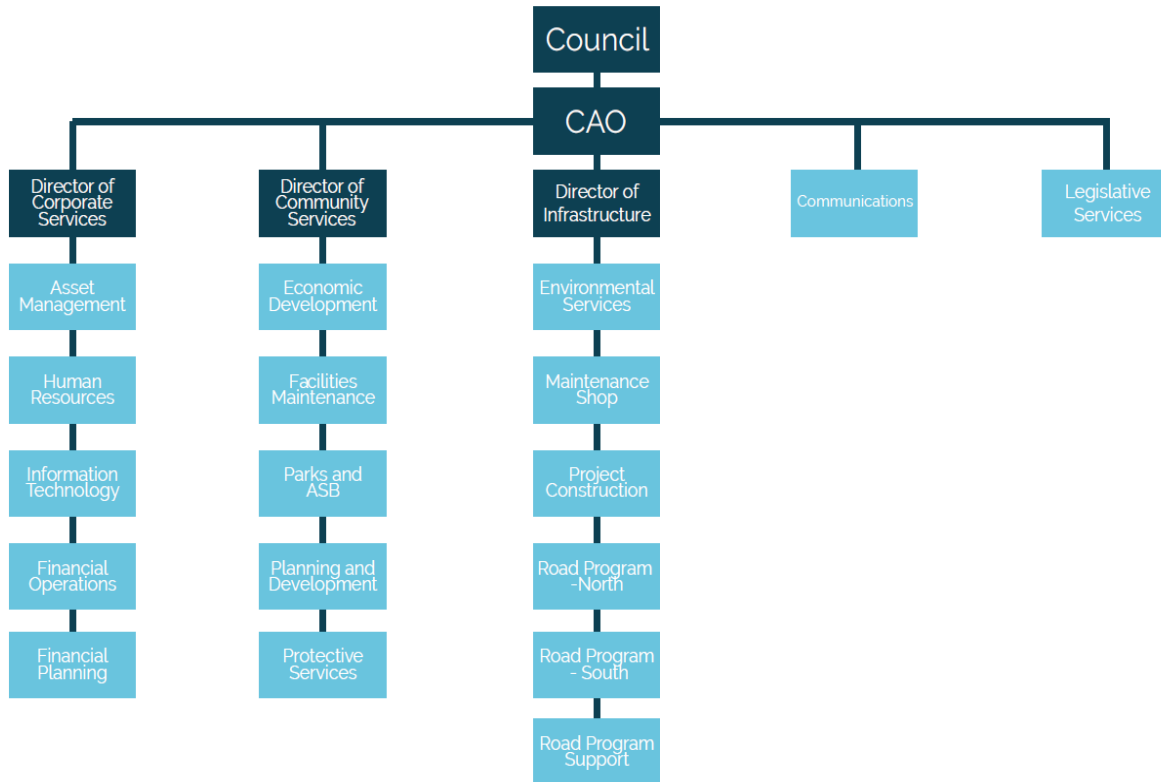 Council
CAO
Director of
Corporate
Services
Director of
Community
Services
Director of
Infrastructure
Communications
Legislative
Services
Asset
Management
Economic
Development
Environmental
Services
Human
Resources
Facilities
Maintenance
Maintenance
Shop
Information
Technology
Parks and
ASB
Project
Construction
Financial
Operations
Planning and
Development
Road Program
-North
Financial
Planning
Protective
Services
Road Program
- South
Road Program
Support